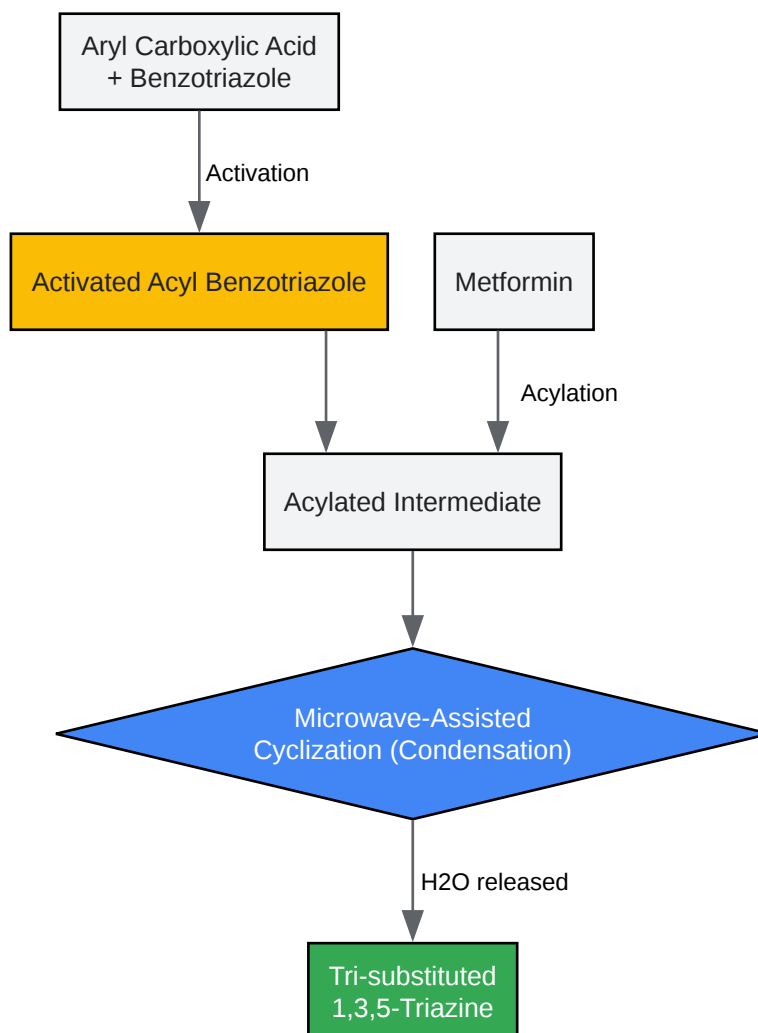 Aryl Carboxylic Acid
+ Benzotriazole
Activation
Activated Acyl Benzotriazole
Metformin
Acylation
Acylated Intermediate
Microwave-Assisted
Cyclization (Condensation)
H2O released
Tri-substituted
1,3,5-Triazine